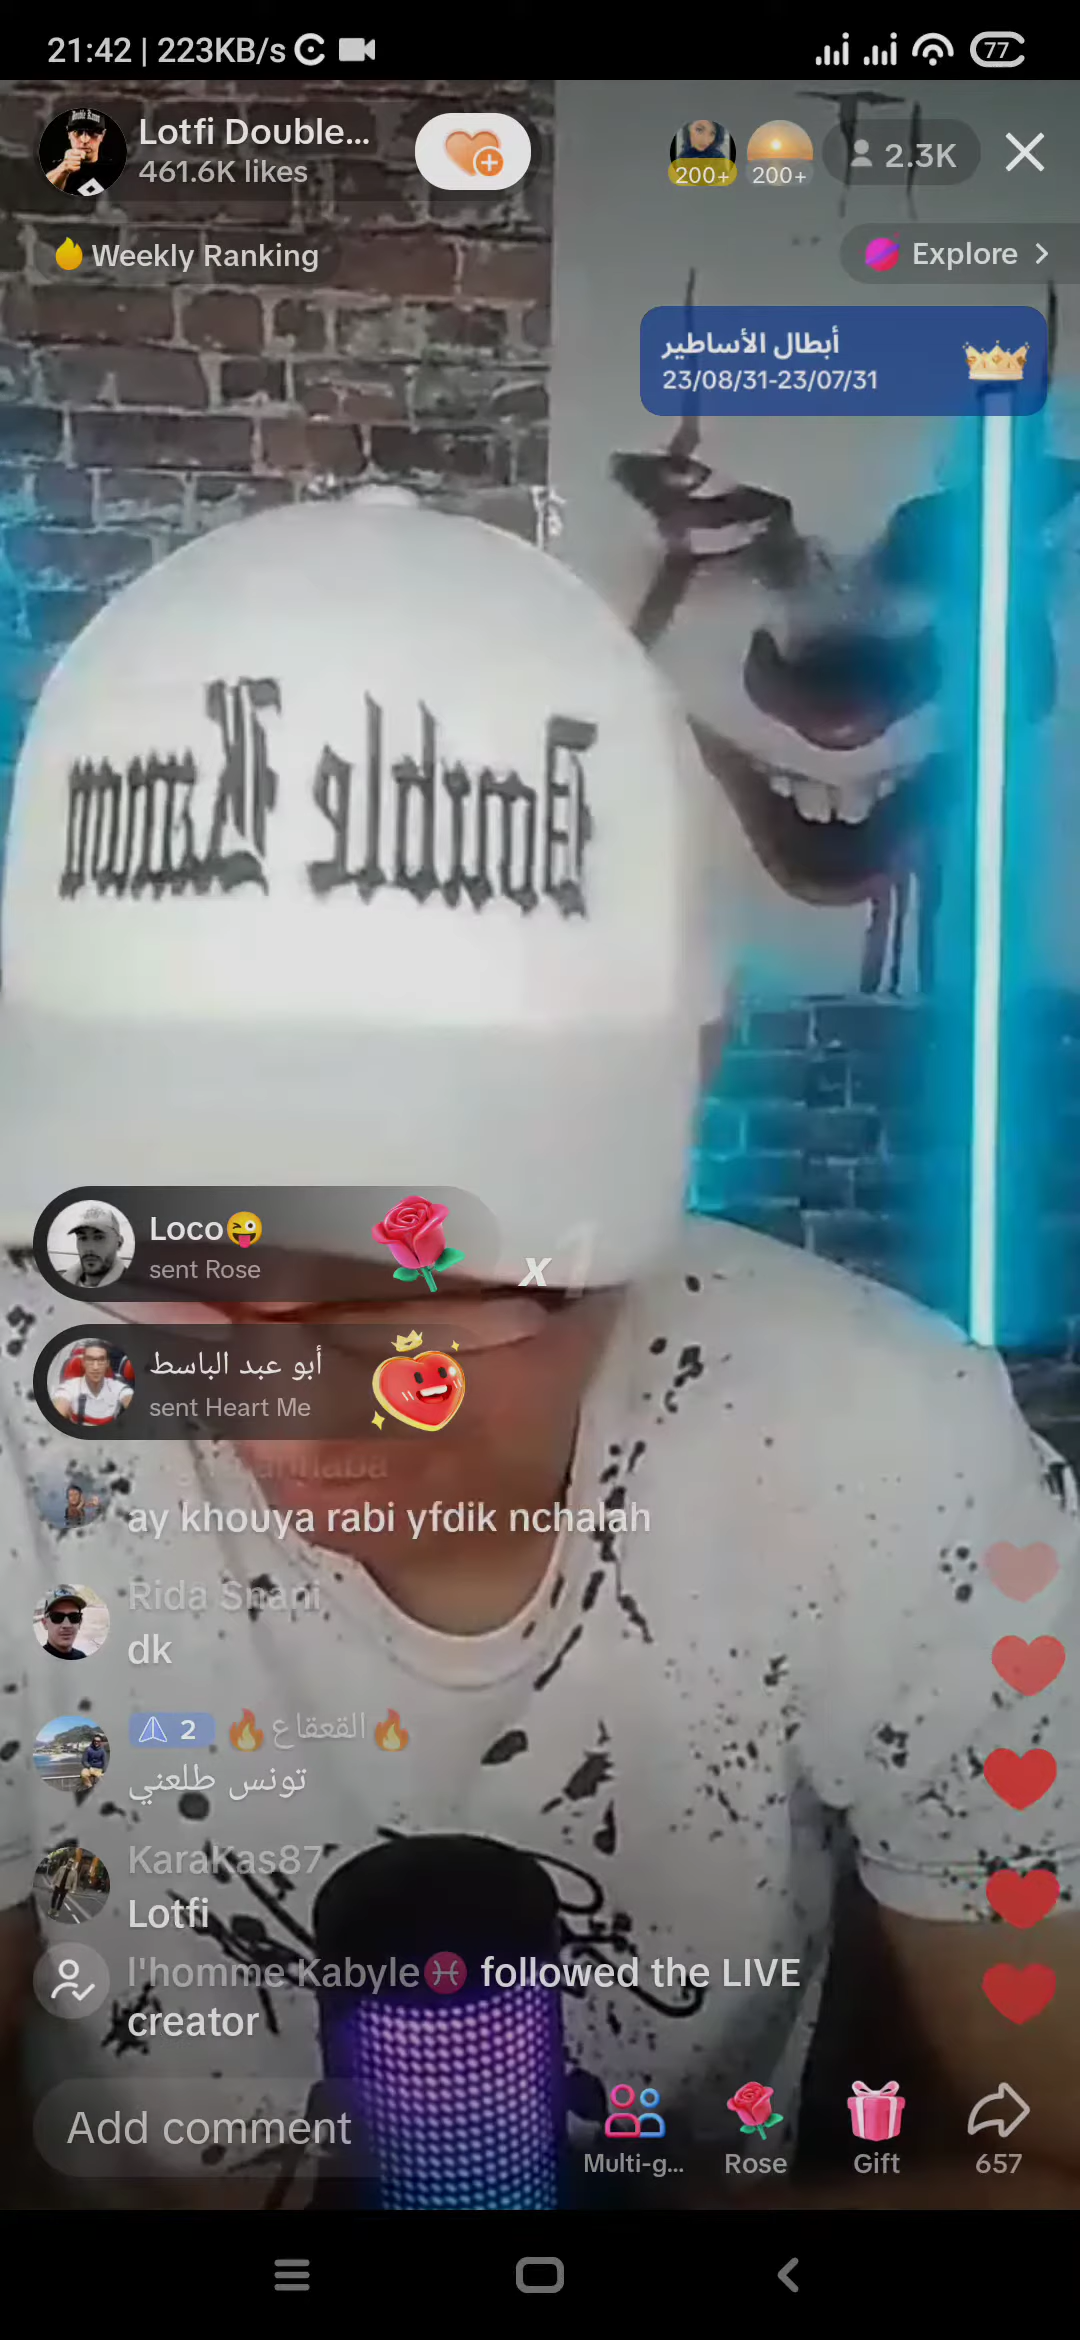 21:42 | 223KB/s
77
Lotfi Double...
461.6K likes
200+
200+
2.3K
Weekly Ranking
Explore >
أبطال الأساطير
23/08/31-23/07/31
Double Kanon
Loco😜
sent Rose
x1
أبو عبد الباسط
sent Heart Me
ay khouya rabi yfdik nchalah
Rida Snani
dk
2 🔥القعقاع🔥
تونس طلعني
KaraKas87
Lotfi
l'homme Kabyle♓ followed the LIVE
creator
Add comment
Multi-g...
Rose
Gift
657